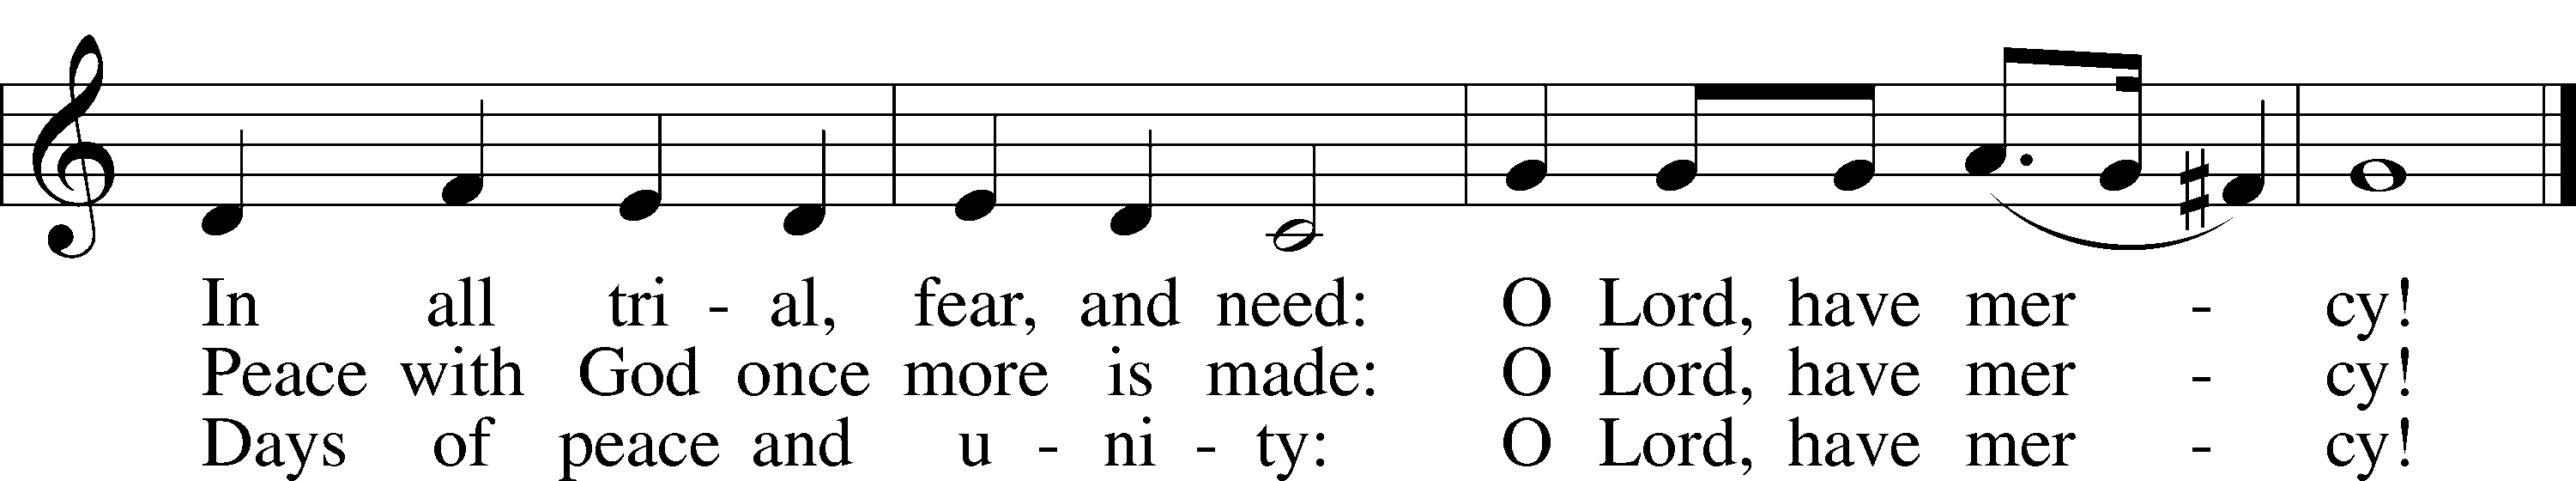 In all tri - al, fear, and need: O Lord, have mer - cy!
Peace with God once more is made: O Lord, have mer - cy!
Days of peace and u - ni - ty: O Lord, have mer - cy!